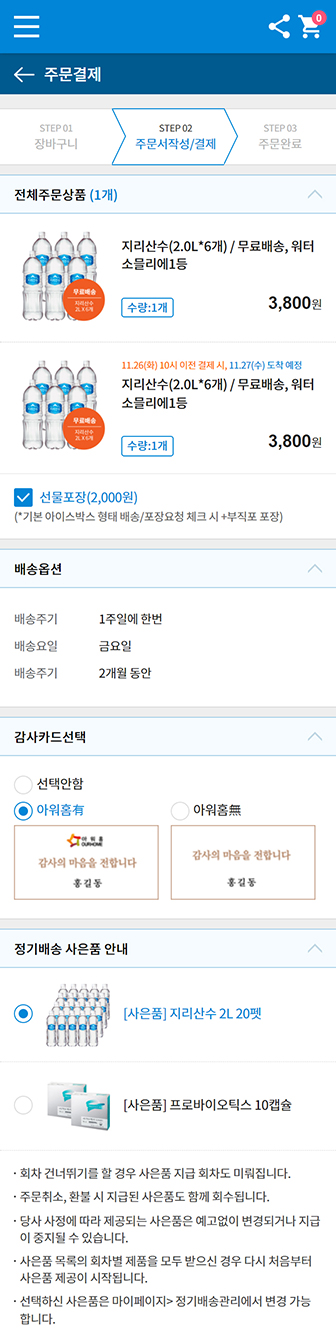 0
주문결제
STEP 01
장바구니
STEP 02
주문서작성/결제
STEP 03
주문완료
전체주문상품 (1개)
지리산수(2.0L*6개) / 무료배송, 워터
소믈리에1등
무료배송
지리산수
2L X 6개
수량:1개
3,800원
11.26(화) 10시 이전 결제 시, 11.27(수) 도착 예정
지리산수(2.0L*6개) / 무료배송, 워터
소믈리에1등
무료배송
지리산수
2L X 6개
수량:1개
3,800원
선물포장(2,000원)
(*기본 아이스박스 형태 배송/포장요청 체크 시 +부직포 포장)
배송옵션
배송주기 1주일에 한번
배송요일 금요일
배송주기 2개월 동안
감사카드선택
선택안함
아워홈有
아워홈無
아워홈
OURHOME
감사의 마음을 전합니다
홍길동
감사의 마음을 전합니다
홍길동
정기배송 사은품 안내
[사은품] 지리산수 2L 20펫
[사은품] 프로바이오틱스 10캡슐
· 회차 건너뛰기를 할 경우 사은품 지급 회차도 미뤄집니다.
· 주문취소, 환불 시 지급된 사은품도 함께 회수됩니다.
· 당사 사정에 따라 제공되는 사은품은 예고없이 변경되거나 지급
이 중지될 수 있습니다.
· 사은품 목록의 회차별 제품을 모두 받으신 경우 다시 처음부터
사은품 제공이 시작됩니다.
· 선택하신 사은품은 마이페이지> 정기배송관리에서 변경 가능
합니다.